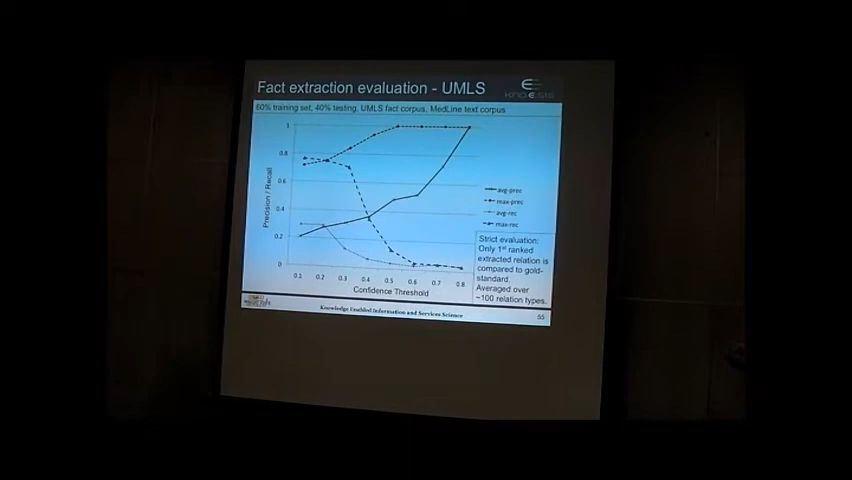 Fact extraction evaluation - UMLS
KNO.E.SIS
60% training set, 40% testing, UMLS fact corpus, MedLine text corpus
1
0.8
0.6
0.4
0.2
0
Precision / Recall
0.1 0.2 0.3 0.4 0.5 0.6 0.7 0.8
Confidence Threshold
avg-prec
max-prec
avg-rec
max-rec
Strict evaluation:
Only 1st ranked
extracted relation is
compared to gold-
standard.
Averaged over
~100 relation types.
Knowledge Enabled Information and Services Science
55